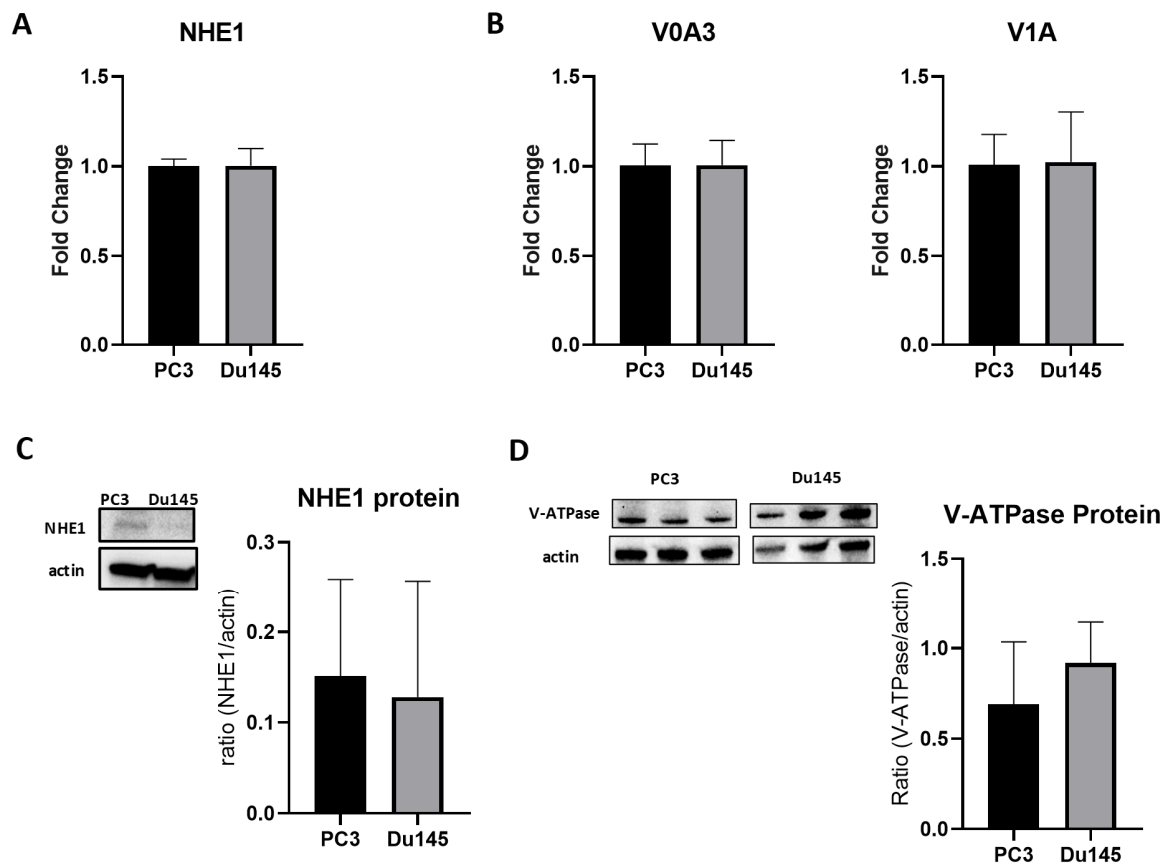 A
NHE1
Fold Change
1.5
1.0
0.5
0.0
PC3 Du145
B
V0A3
Fold Change
1.5
1.0
0.5
0.0
PC3 Du145
V1A
Fold Change
1.5
1.0
0.5
0.0
PC3 Du145
C
PC3 Du145
NHE1
actin
NHE1 protein
ratio (NHE1/actin)
0.3
0.2
0.1
0.0
PC3 Du145
D
PC3 Du145
V-ATPase
actin
V-ATPase Protein
Ratio (V-ATPase/actin)
1.5
1.0
0.5
0.0
PC3 Du145